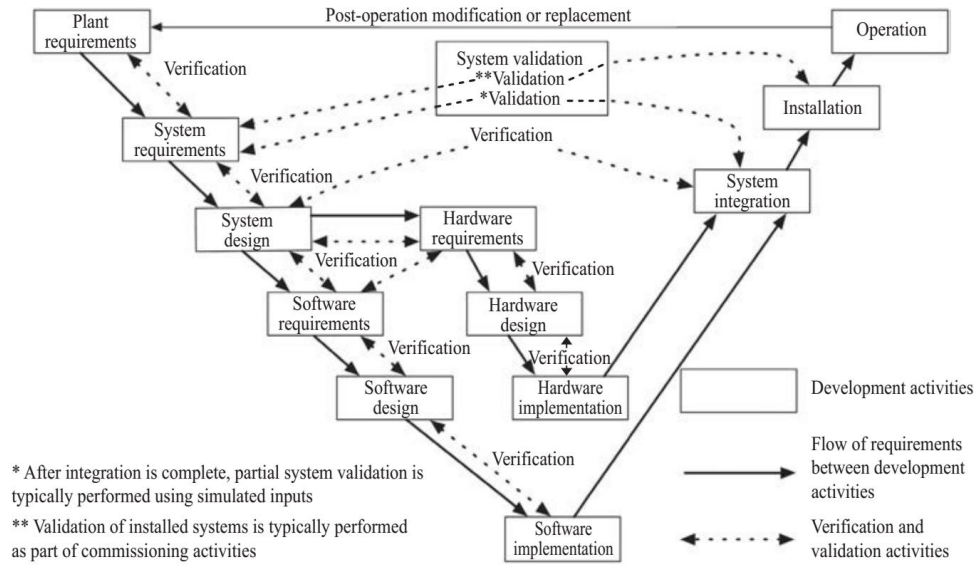 Post-operation modification or replacement
Plant
requirements
Operation
Verification
System validation
**Validation
*Validation
Installation
System
requirements
Verification
Verification
System
integration
System
design
Hardware
requirements
Verification
Verification
Software
requirements
Hardware
design
Verification
Verification
Software
design
Hardware
implementation
Development activities
Verification
Flow of requirements
between development
activities
* After integration is complete, partial system validation is
typically performed using simulated inputs
** Validation of installed systems is typically performed
as part of commissioning activities
Software
implementation
Verification and
validation activities